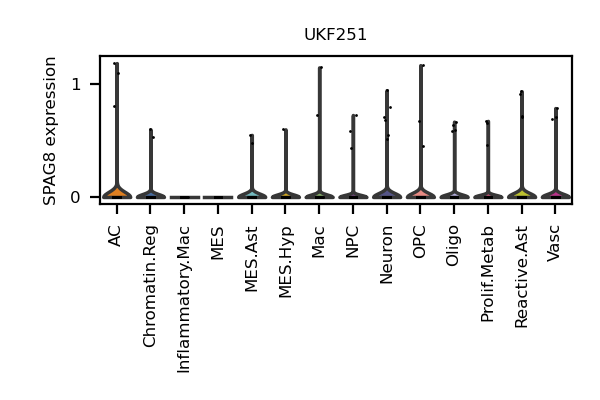 UKF251
SPAG8 expression
1
0
AC
Chromatin.Reg
Inflammatory.Mac
MES
MES.Ast
MES.Hyp
Mac
NPC
Neuron
OPC
Oligo
Prolif.Metab
Reactive.Ast
Vasc